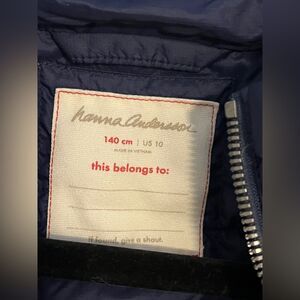 hanna andersson
140 cm | US 10
MADE IN VIETNAM
this belongs to:
If found, give a shout.